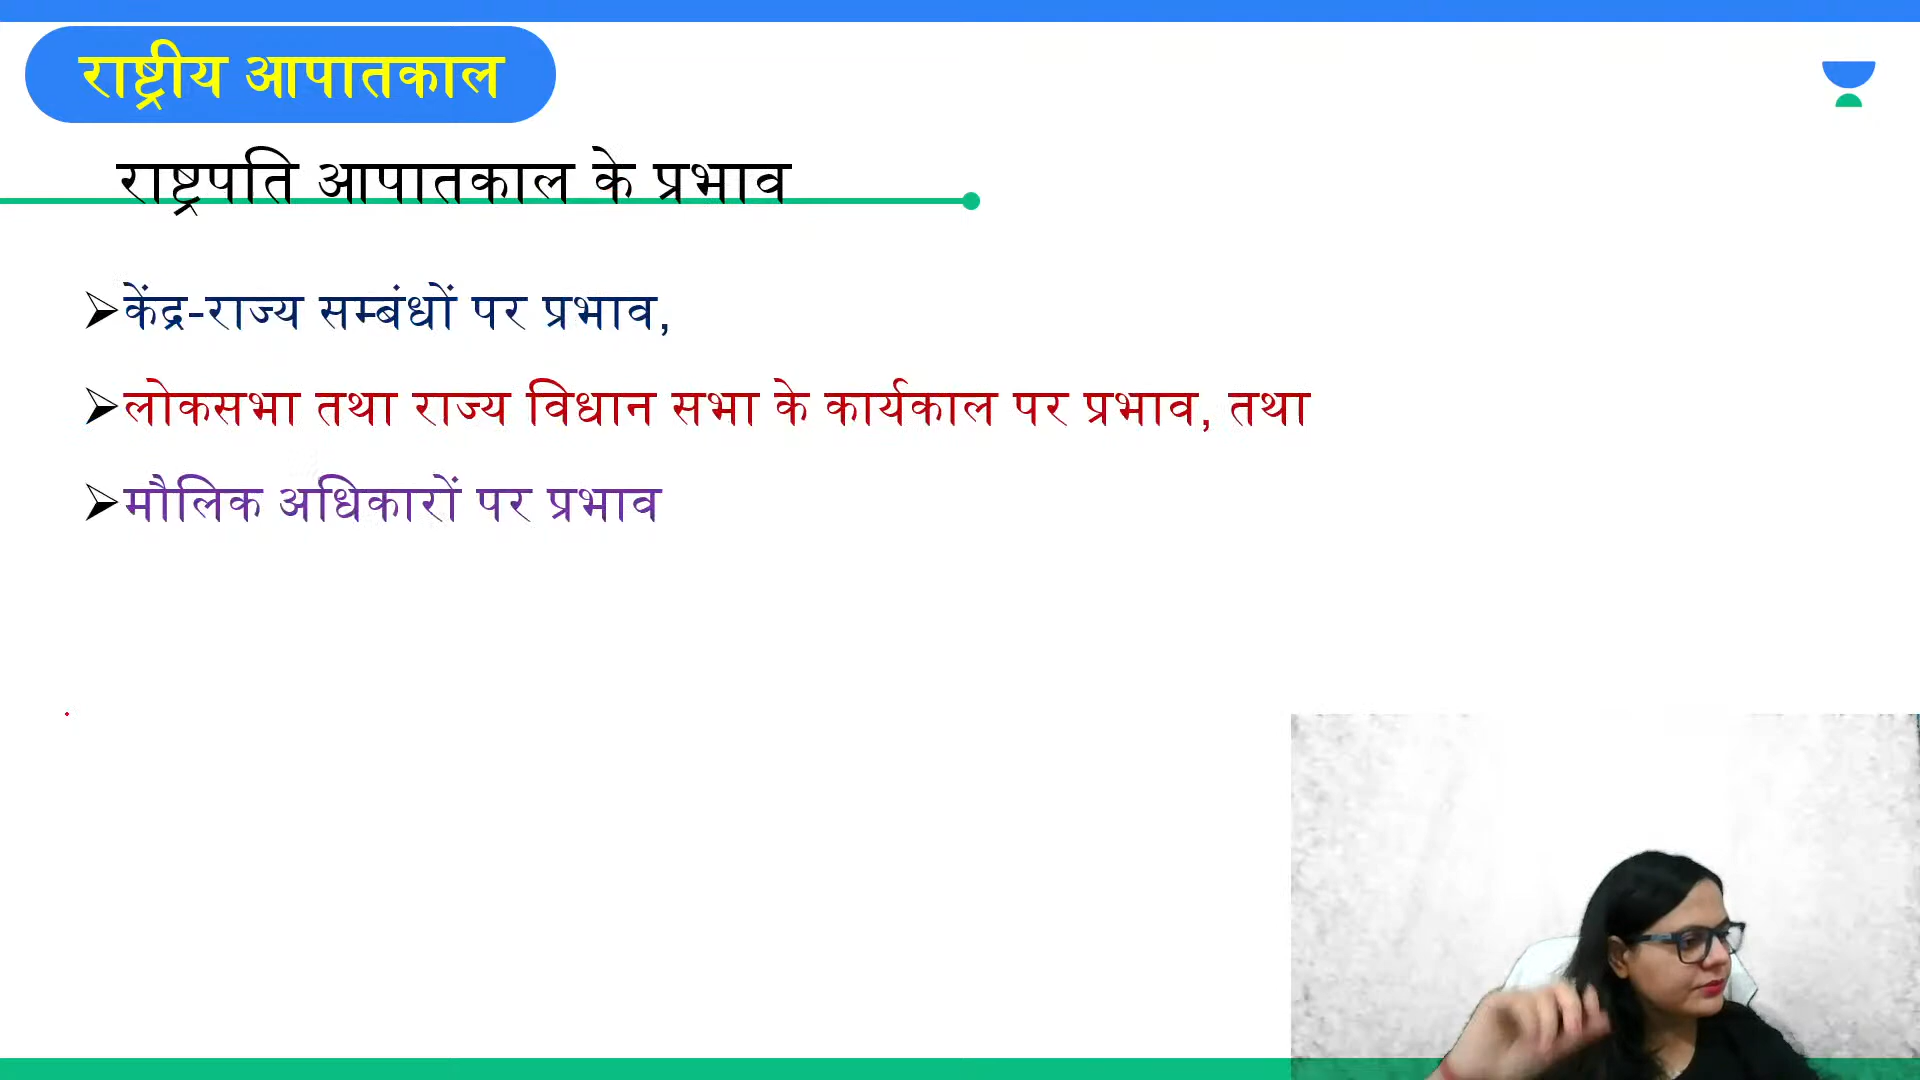 राष्ट्रीय आपातकाल
राष्ट्रपति आपातकाल के प्रभाव
➢केंद्र-राज्य सम्बंधों पर प्रभाव,
➢लोकसभा तथा राज्य विधान सभा के कार्यकाल पर प्रभाव, तथा
➢मौलिक अधिकारों पर प्रभाव